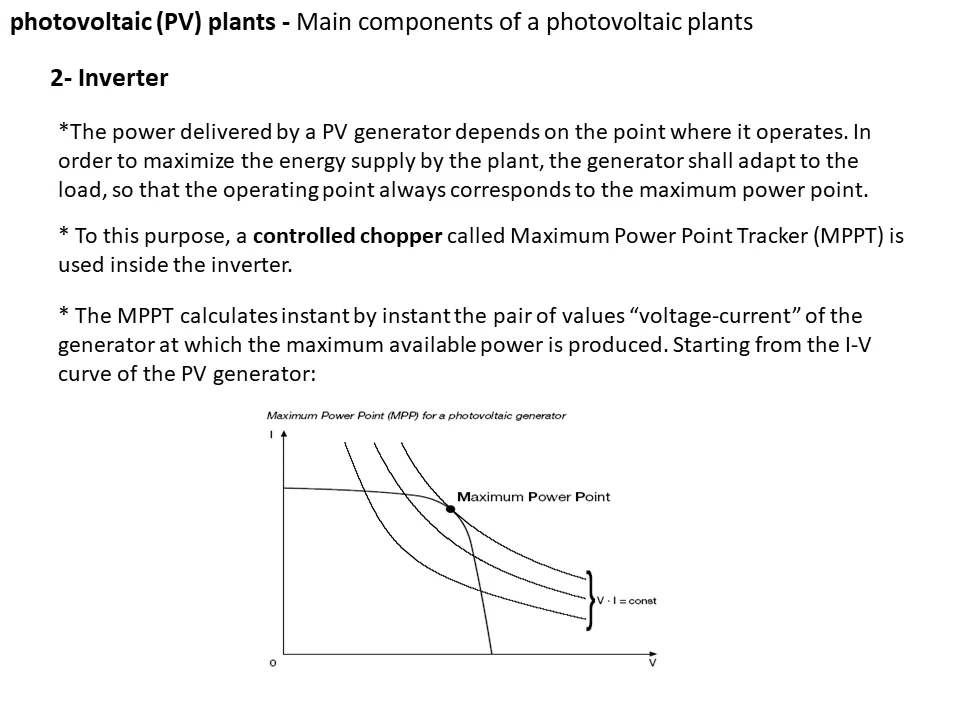 photovoltaic (PV) plants - Main components of a photovoltaic plants
2- Inverter
*The power delivered by a PV generator depends on the point where it operates. In
order to maximize the energy supply by the plant, the generator shall adapt to the
load, so that the operating point always corresponds to the maximum power point.
* To this purpose, a controlled chopper called Maximum Power Point Tracker (MPPT) is
used inside the inverter.
* The MPPT calculates instant by instant the pair of values “voltage-current” of the
generator at which the maximum available power is produced. Starting from the I-V
curve of the PV generator:
Maximum Power Point (MPP) for a photovoltaic generator
I
Maximum Power Point
V · I = const
0
V